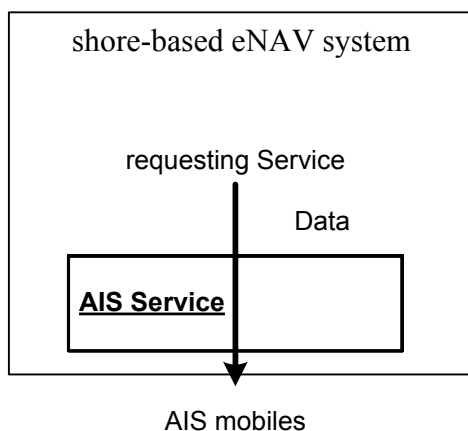 shore-based eNAV system
requesting Service
Data
AIS Service
AIS mobiles